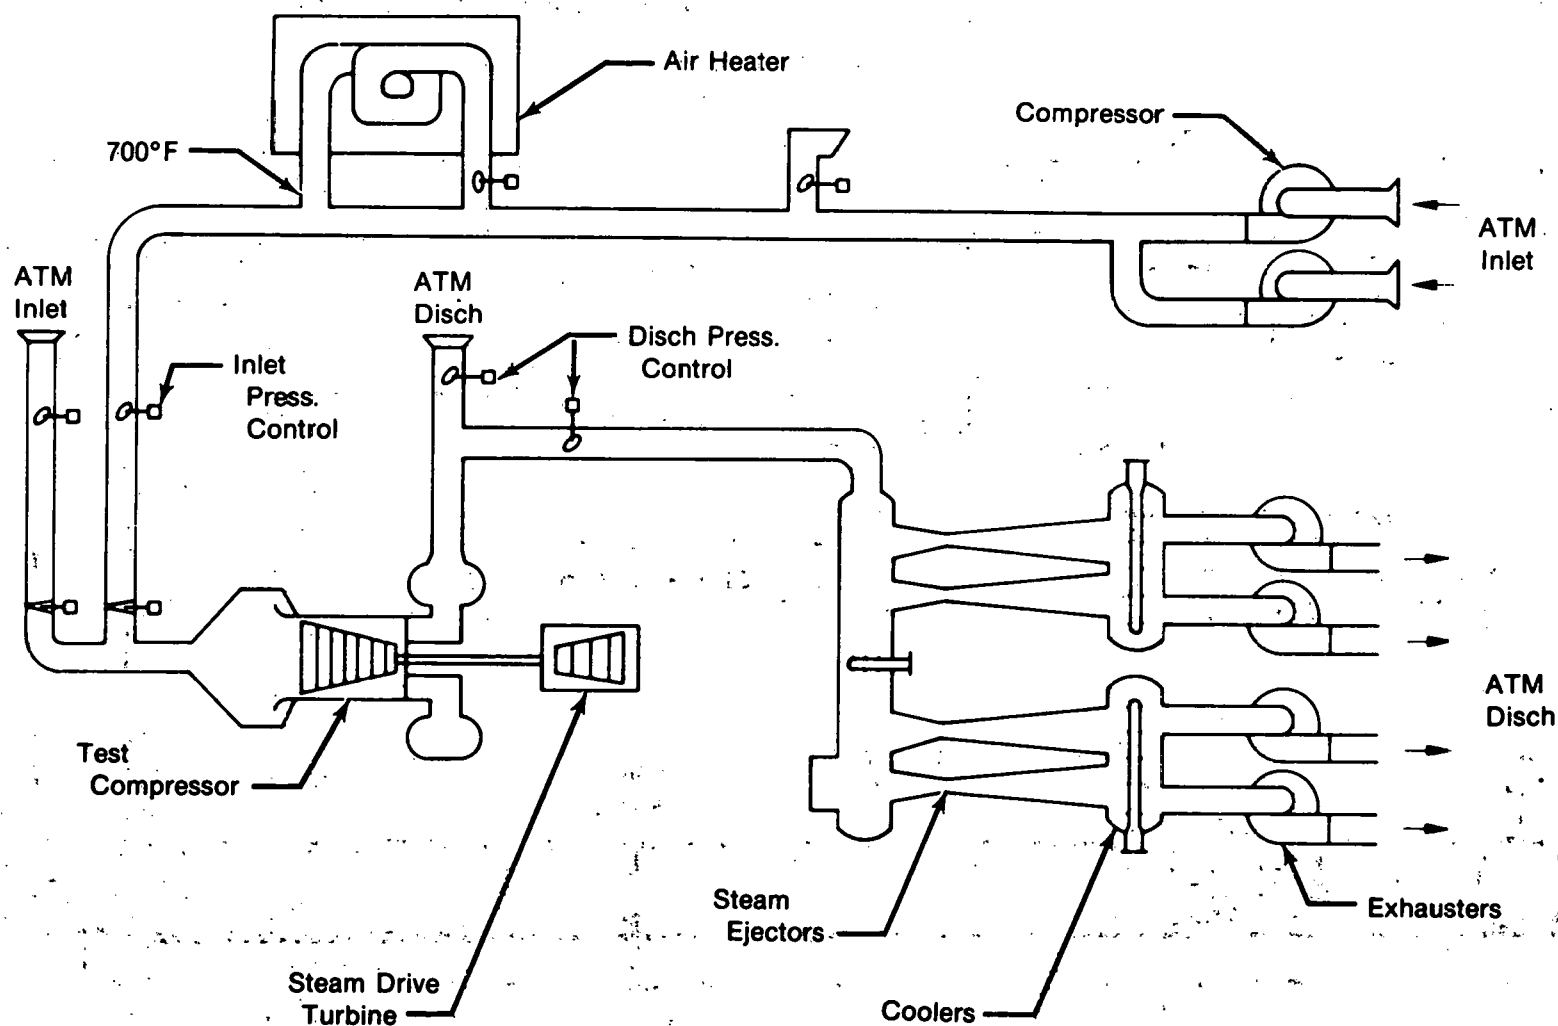 Air Heater
Compressor
700°F
ATM
Inlet
ATM
Inlet
ATM
Disch
Disch Press.
Control
Inlet
Press.
Control
ATM
Disch
Test
Compressor
Steam
Ejectors
Exhausters
Steam Drive
Turbine
Coolers